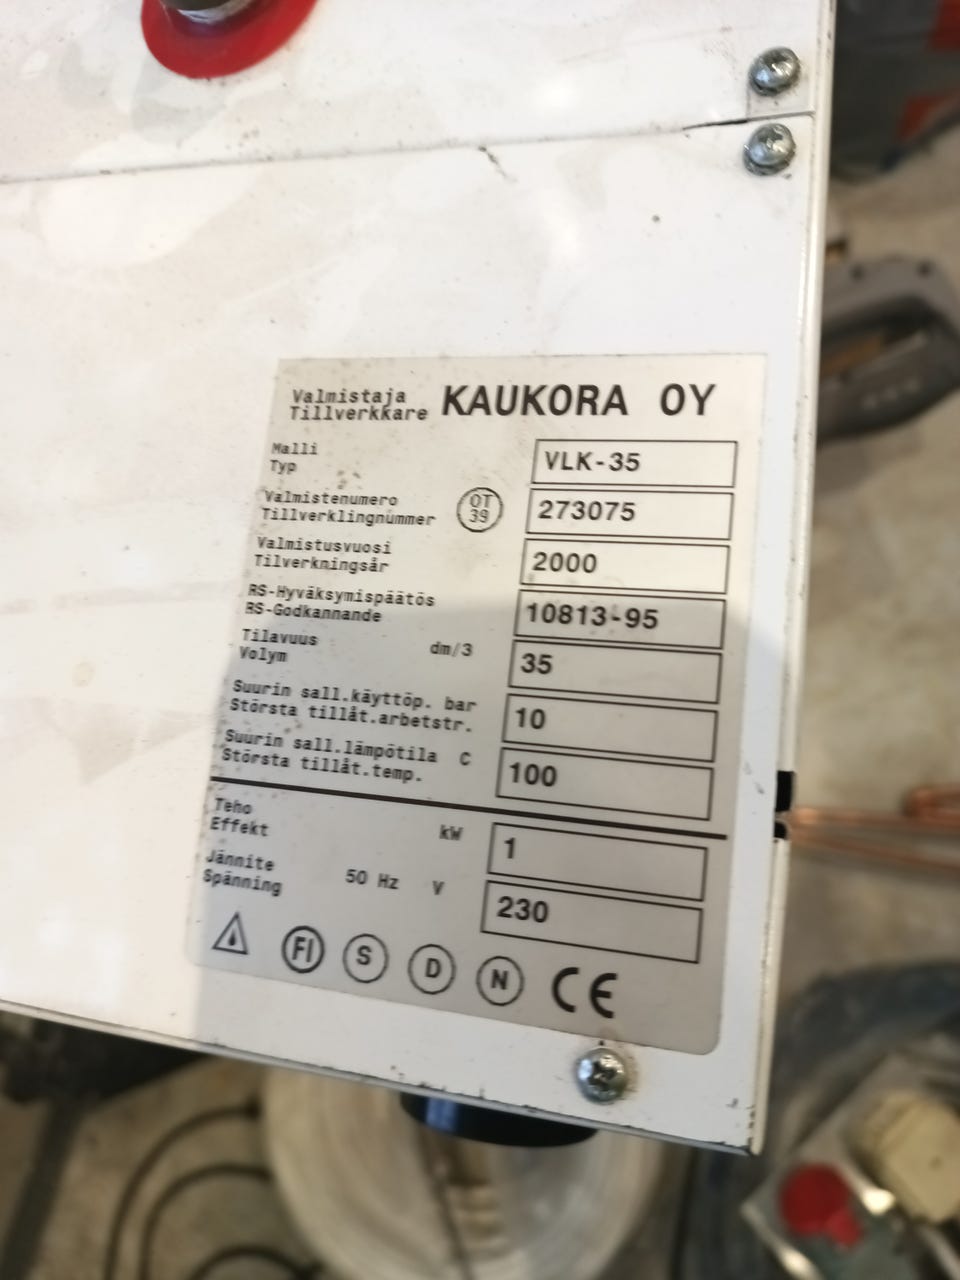 Valmistaja
Tillverkkare KAUKORA OY
Malli
Typ VLK-35
Valmistenumero
Tillverklingnummer OT 39 273075
Valmistusvuosi
Tilverkningsår 2000
RS-Hyväksymispäätös
RS-Godkannande 10813-95
Tilavuus
Volym dm/3 35
Suurin sall.käyttöp. bar
Största tillåt.arbetstr. 10
Suurin sall.lämpötila C
Största tillåt.temp. 100
Teho
Effekt kW 1
Jännite
Spänning 50 Hz V 230
FI S D N CE